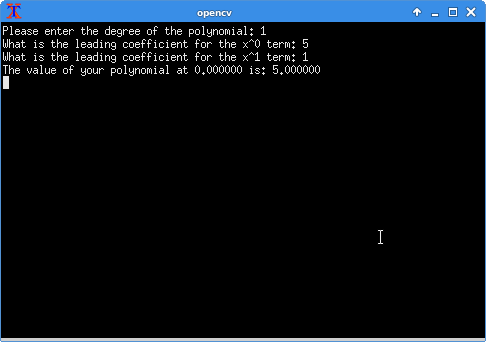 opencv
Please enter the degree of the polynomial: 1
What is the leading coefficient for the x^0 term: 5
What is the leading coefficient for the x^1 term: 1
The value of your polynomial at 0.000000 is: 5.000000